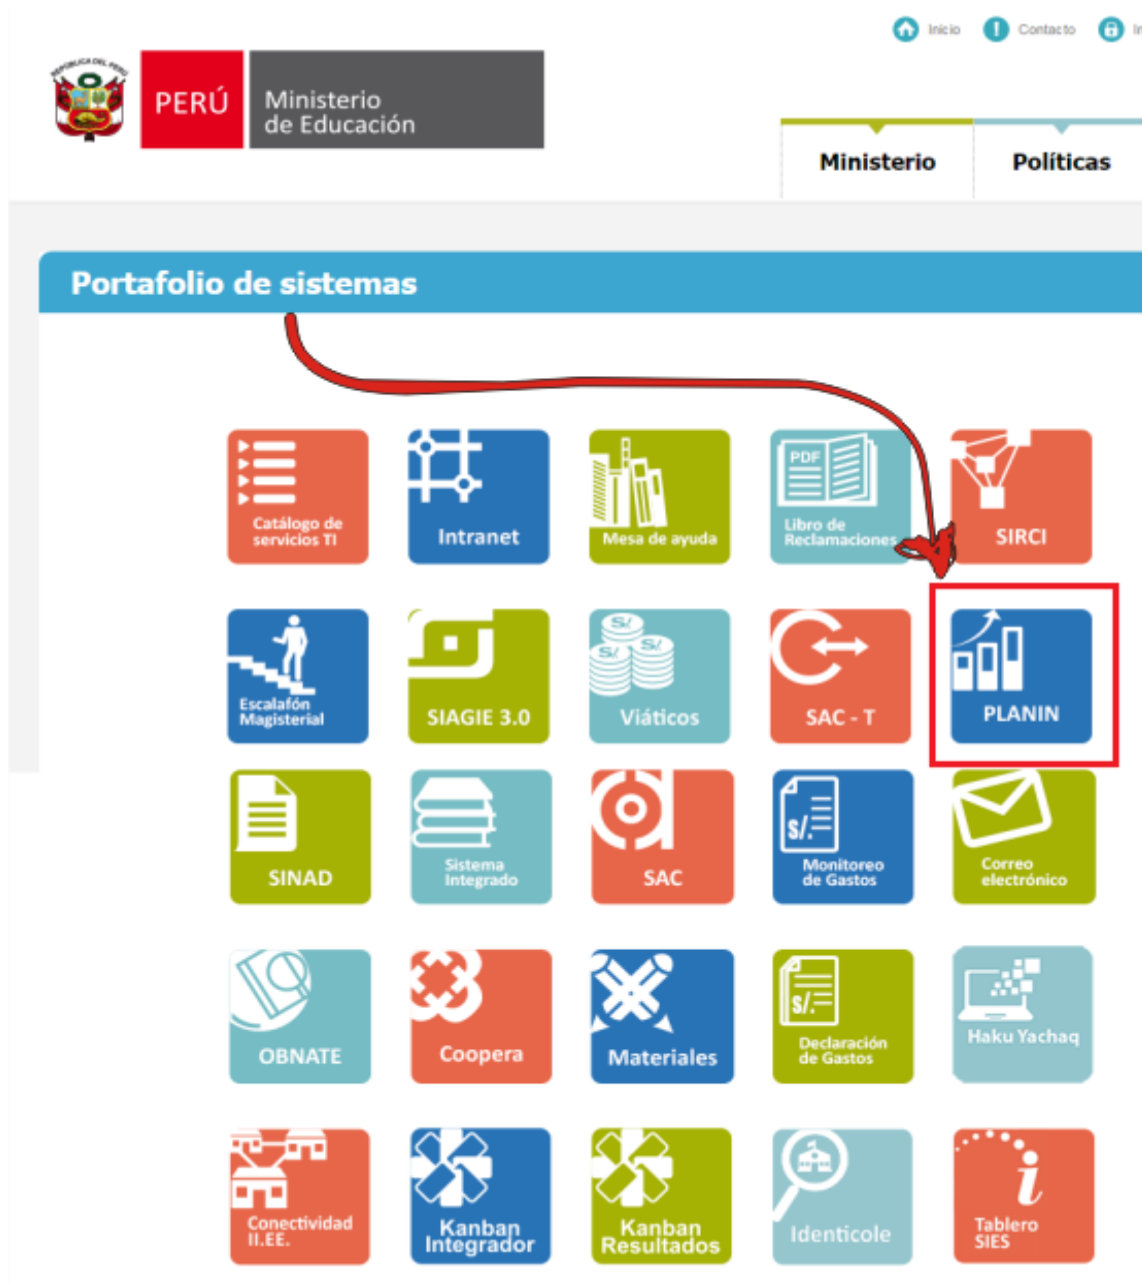 Inicio
Contacto
REPÚBLICA DEL PERÚ
PERÚ
Ministerio
de Educación
Ministerio
Políticas
Portafolio de sistemas
Catálogo de
servicios TI
Intranet
Mesa de ayuda
PDF
Libro de
Reclamaciones
SIRCI
Escalafón
Magisterial
SIAGIE 3.0
S/.
S/.
S/.
Viáticos
SAC - T
PLANIN
SINAD
Sistema
Integrado
SAC
S/.
Monitoreo
de Gastos
Correo
electrónico
OBNATE
Coopera
Materiales
S/.
Declaración
de Gastos
Haku Yachaq
Conectividad
II.EE.
Kanban
Integrador
Kanban
Resultados
Identicole
i
Tablero
SIES